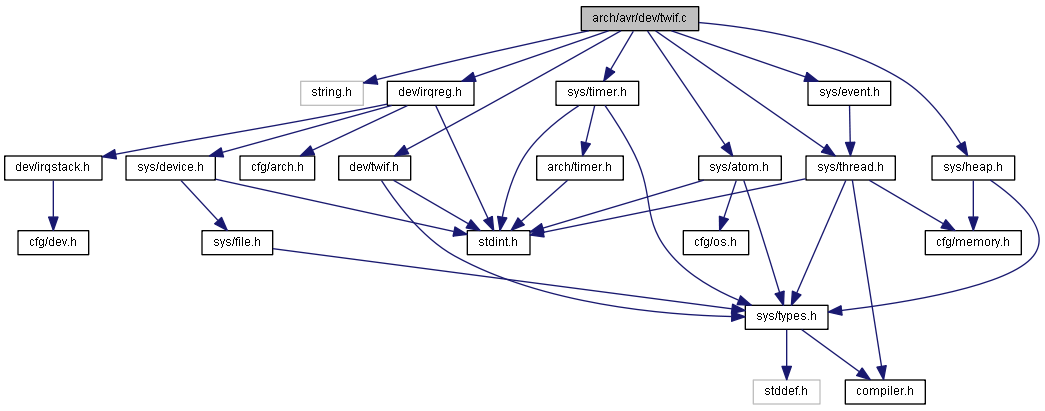 arch/avr/dev/twif.c
string.h
dev/irqreg.h
sys/timer.h
sys/event.h
dev/irqstack.h
sys/device.h
cfg/arch.h
dev/twif.h
arch/timer.h
sys/atom.h
sys/thread.h
sys/heap.h
cfg/dev.h
sys/file.h
stdint.h
cfg/os.h
cfg/memory.h
sys/types.h
stddef.h
compiler.h